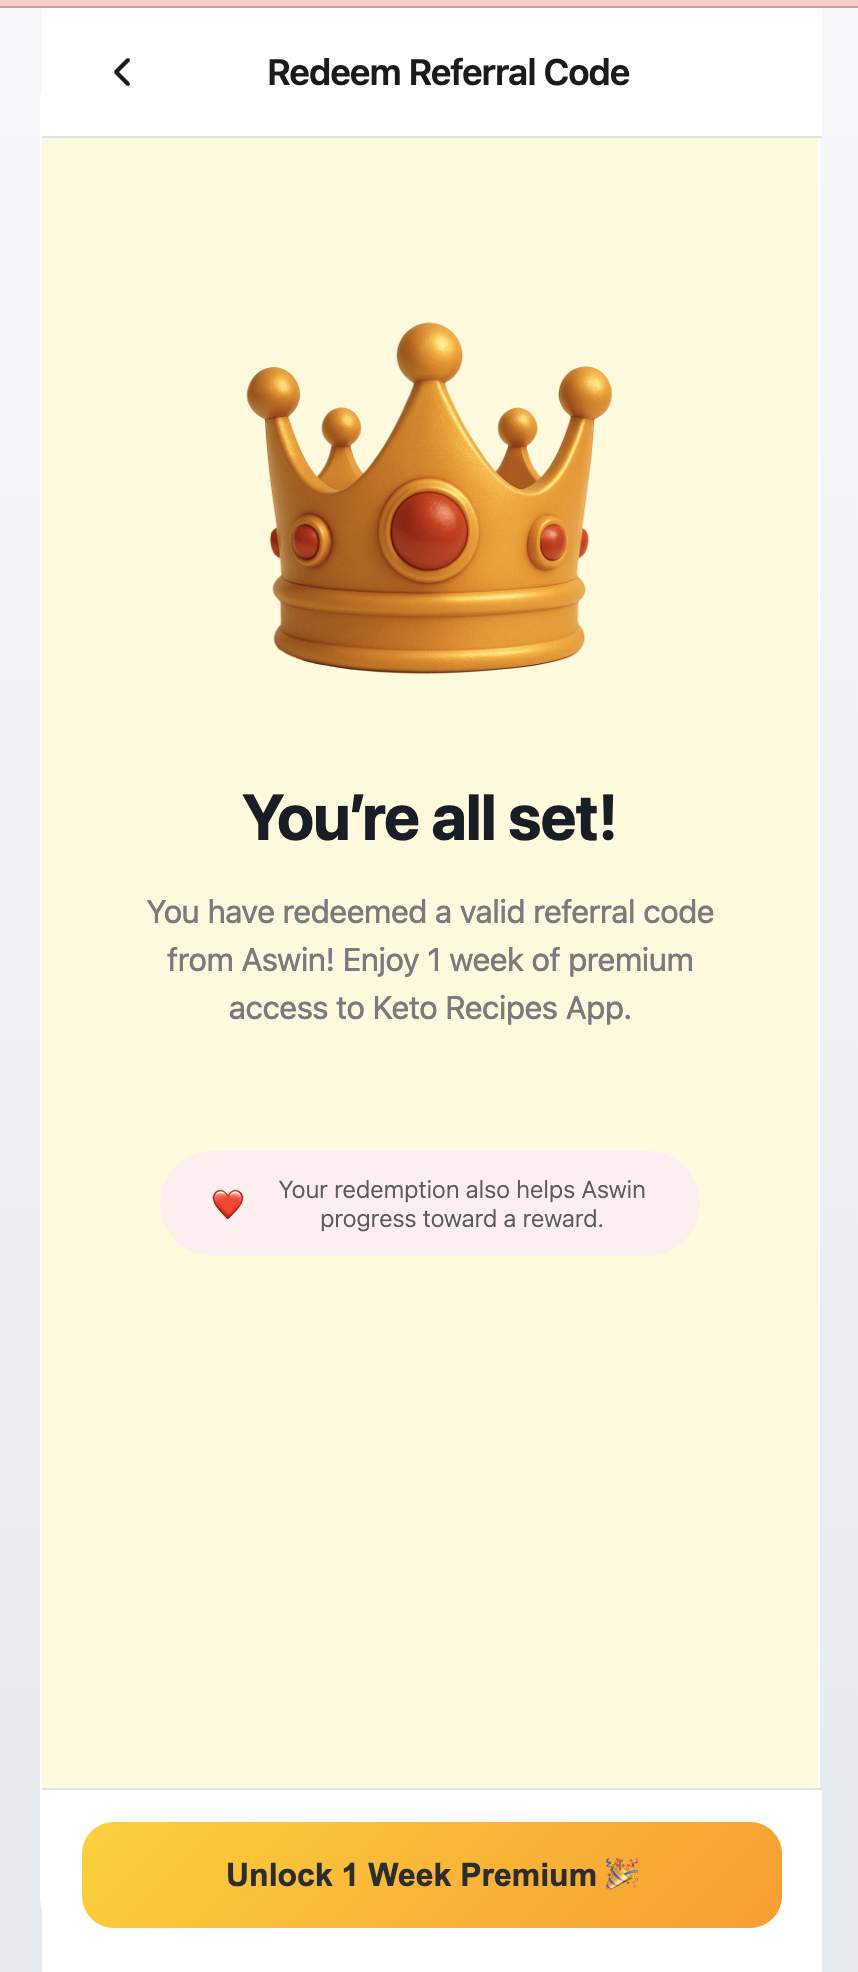 Redeem Referral Code
You’re all set!
You have redeemed a valid referral code
from Aswin! Enjoy 1 week of premium
access to Keto Recipes App.
❤️ Your redemption also helps Aswin
progress toward a reward.
Unlock 1 Week Premium 🎉